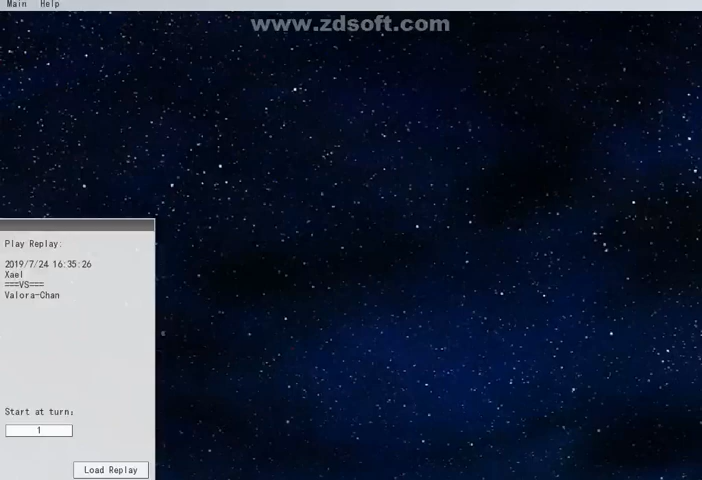 Main Help
www.zdsoft.com
Play Replay:
2019/7/24 16:35:26
Xael
===VS===
Valora-Chan
Start at turn:
1
Load Replay